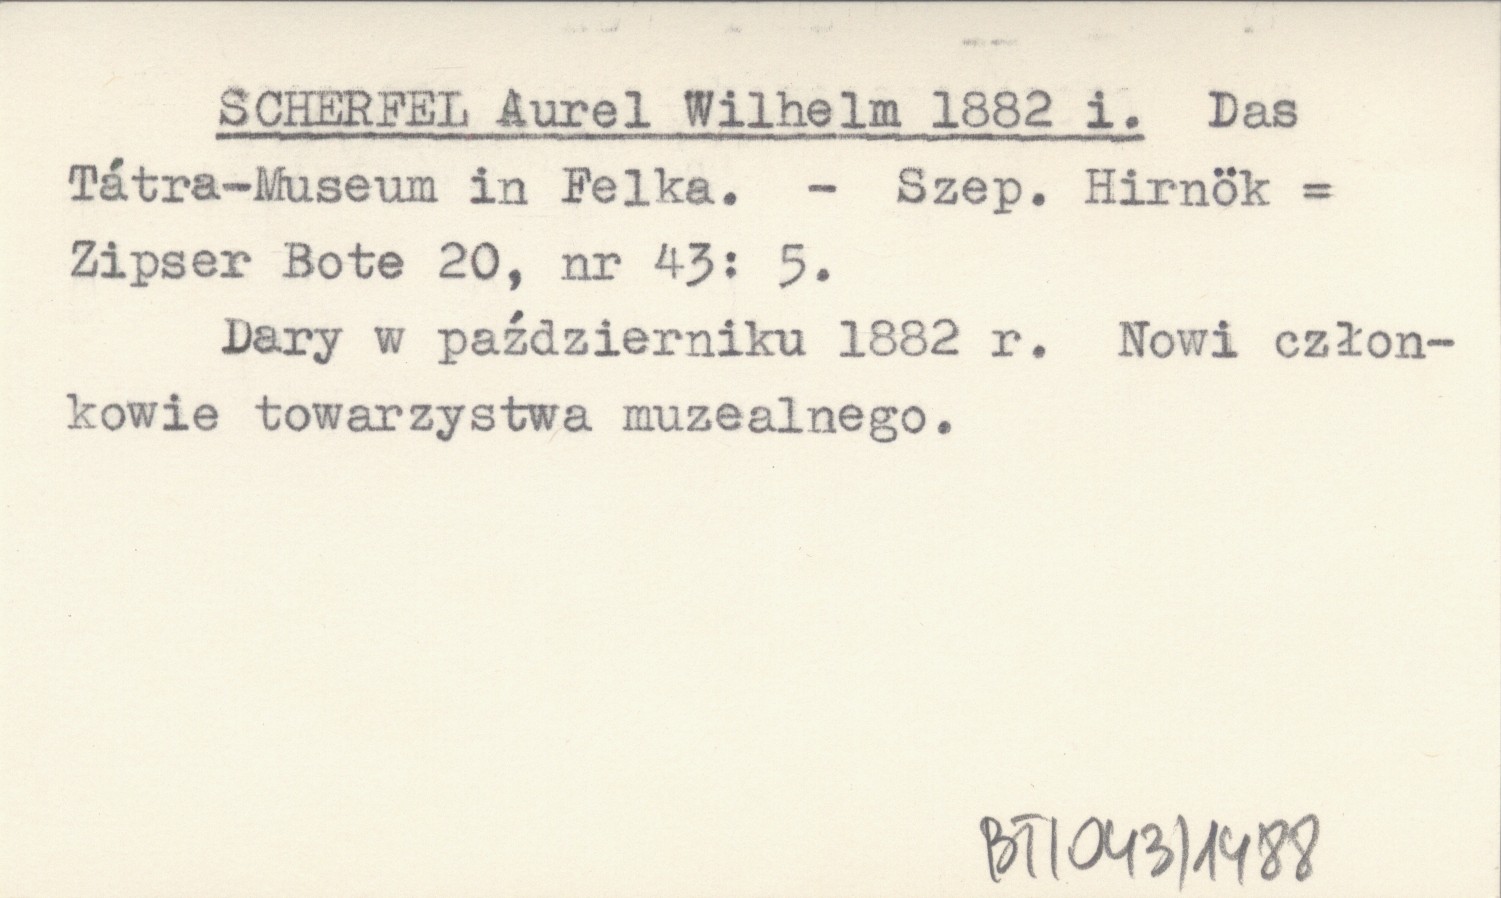 SCHERFEL Aurel Wilhelm 1882 i. Das
Tátra-Museum in Felka. - Szep. Hirnök =
Zipser Bote 20, nr 43: 5.
Dary w październiku 1882 r. Nowi człon-
kowie towarzystwa muzealnego.
BT/043/1488